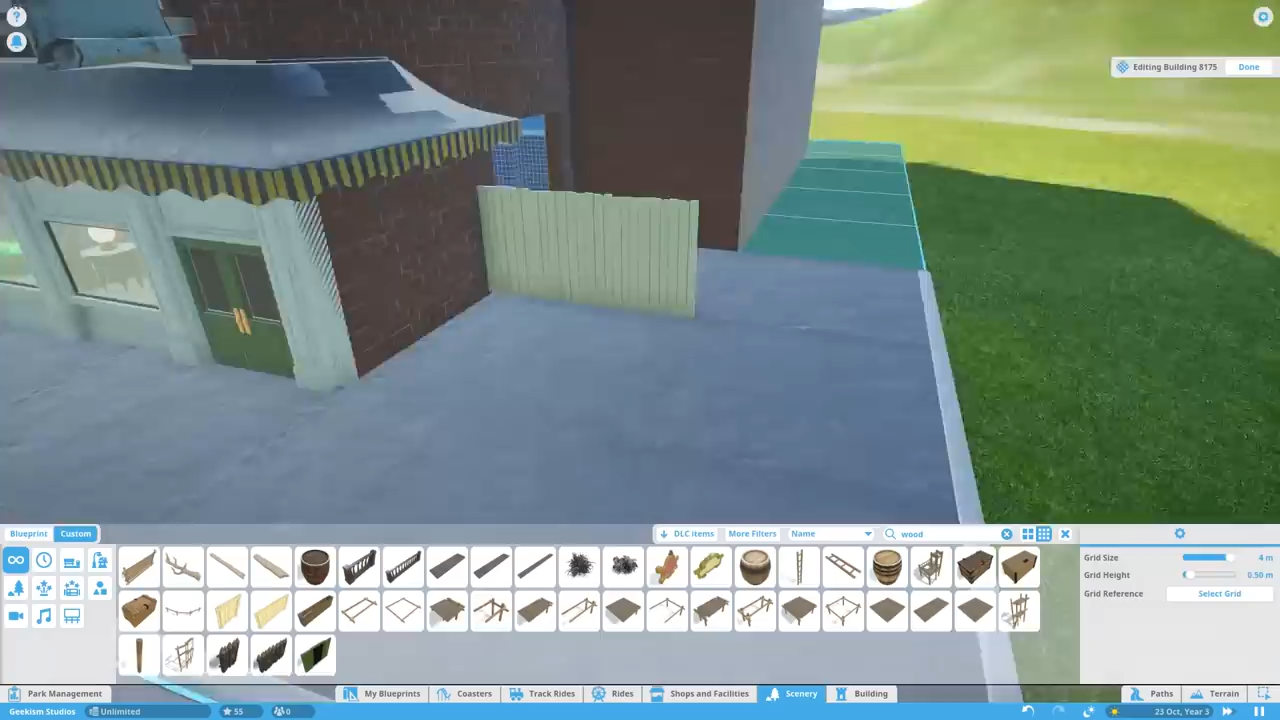 Editing Building 8175 Done
Blueprint Custom DLC items More Filters Name wood
Grid Size 4 m
Grid Height 0.50 m
Grid Reference Select Grid
Park Management My Blueprints Coasters Track Rides Rides Shops and Facilities Scenery Building Paths Terrain
Geekism Studios Unlimited 55 0 23 Oct, Year 3